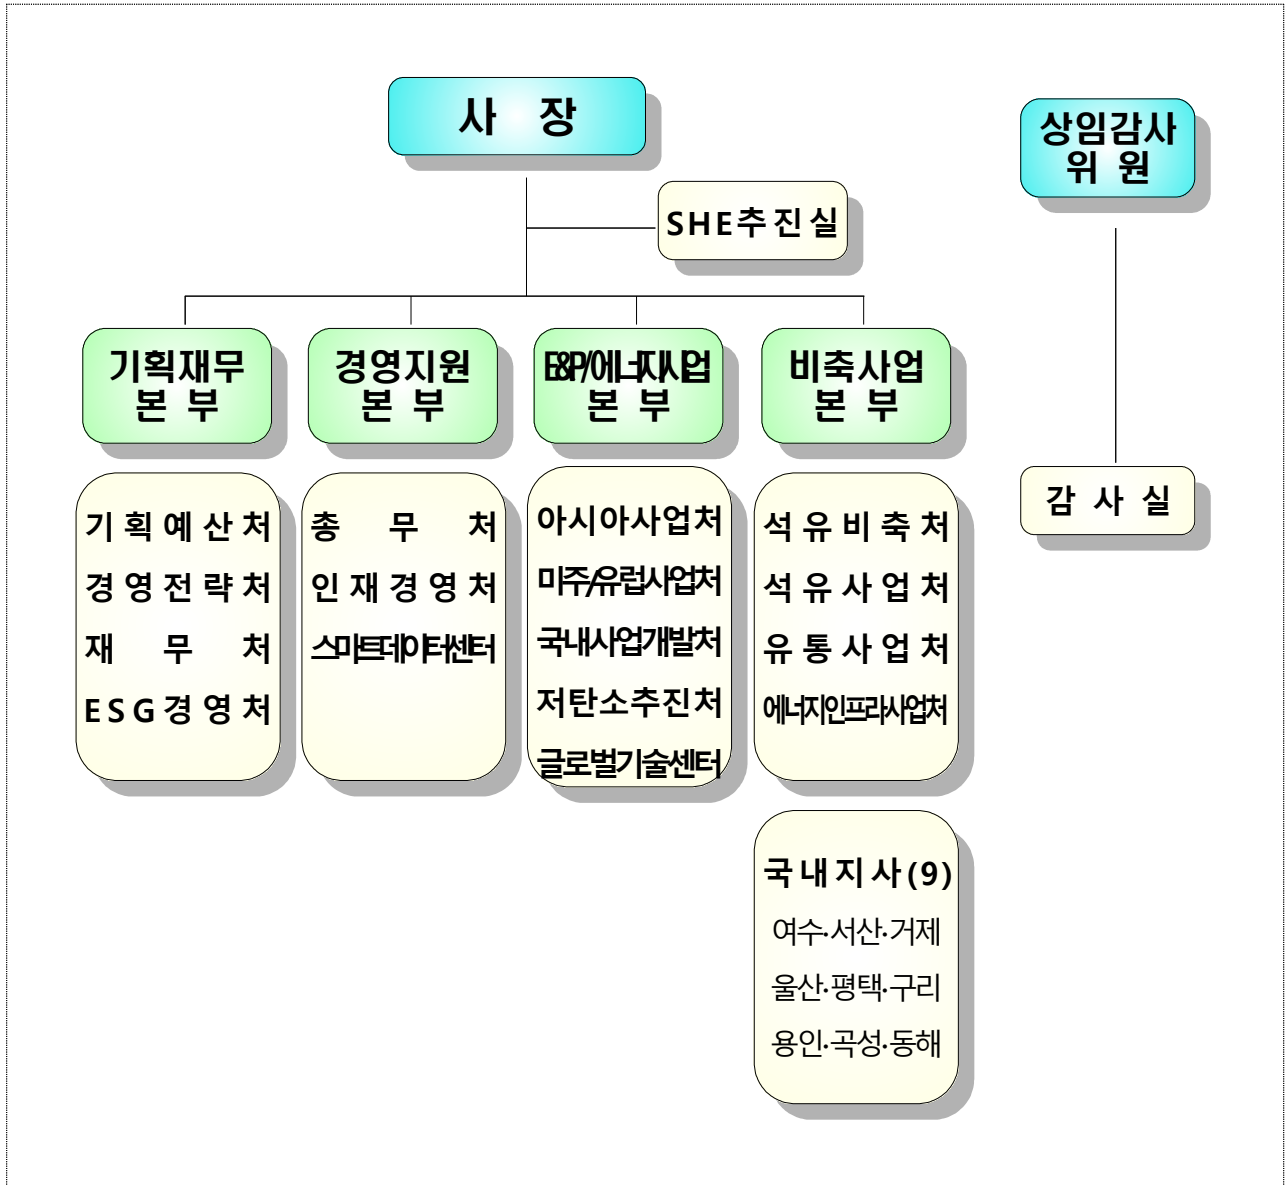 사 장
상임감사
위 원
SHE추진실
기획재무
본 부
경영지원
본 부
E&P/에너지사업
본 부
비축사업
본 부
기획예산처
경영전략처
재 무 처
ESG경영처
총 무 처
인재경영처
스마트데이터센터
아시아사업처
미주/유럽사업처
국내사업개발처
저탄소추진처
글로벌기술센터
석유비축처
석유사업처
유통사업처
에너지인프라사업처
감 사 실
국내지사(9)
여수·서산·거제
울산·평택·구리
용인·곡성·동해